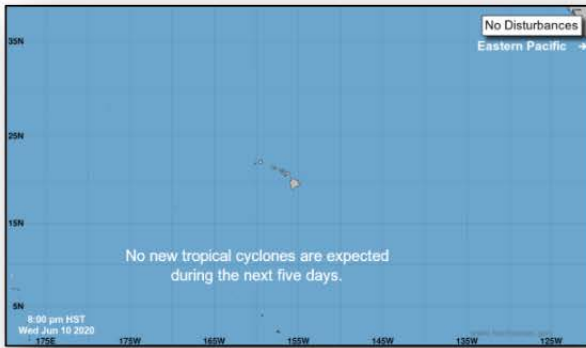 No Disturbances
Eastern Pacific
35N
25N
15N
No new tropical cyclones are expected
during the next five days.
5N
8:00 pm HST
Wed Jun 10 2020
175E
175W
165W
155W
145W
135W
125W